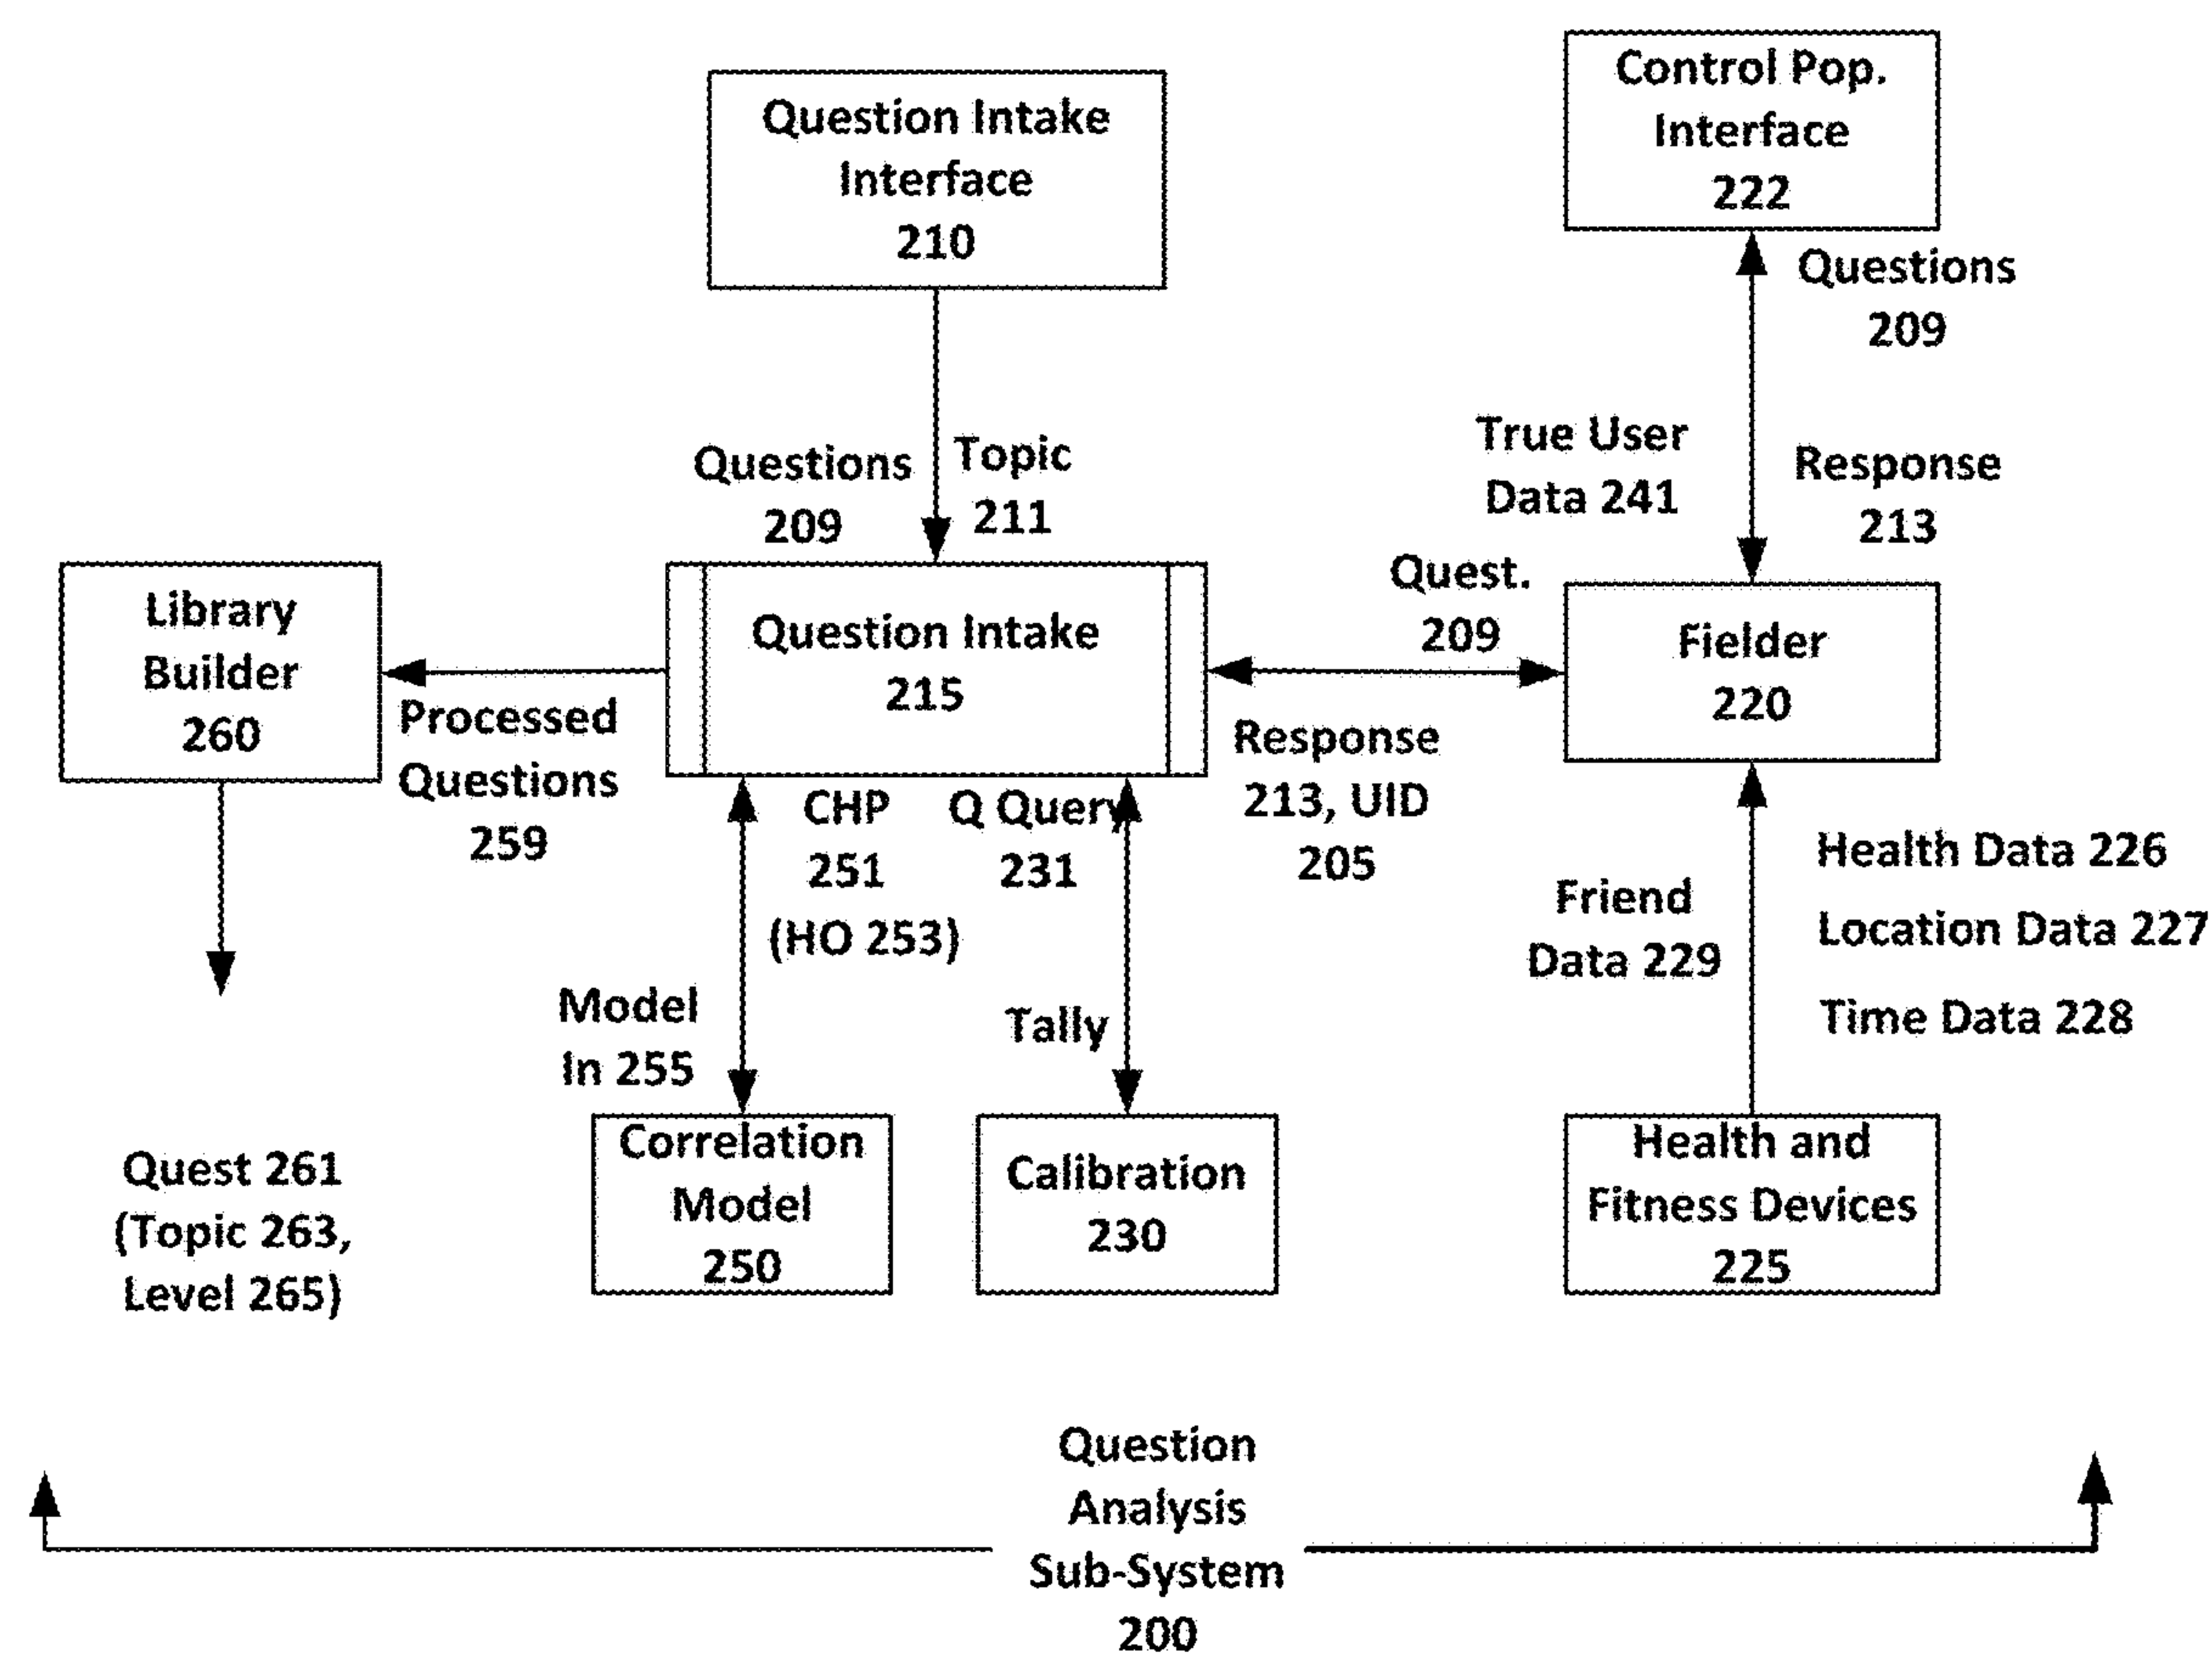 Question Intake
Interface
210
Control Pop.
Interface
222
Questions
209
Questions
209
Topic
211
True User
Data 241
Response
213
Library
Builder
260
Processed
Questions
259
Question Intake
215
Quest.
209
Response
213, UID
205
Fielder
220
CHP
251
(HO 253)
Q Query
231
Model
In 255
Tally
Friend
Data 229
Health Data 226
Location Data 227
Time Data 228
Quest 261
(Topic 263,
Level 265)
Correlation
Model
250
Calibration
230
Health and
Fitness Devices
225
Question
Analysis
Sub-System
200